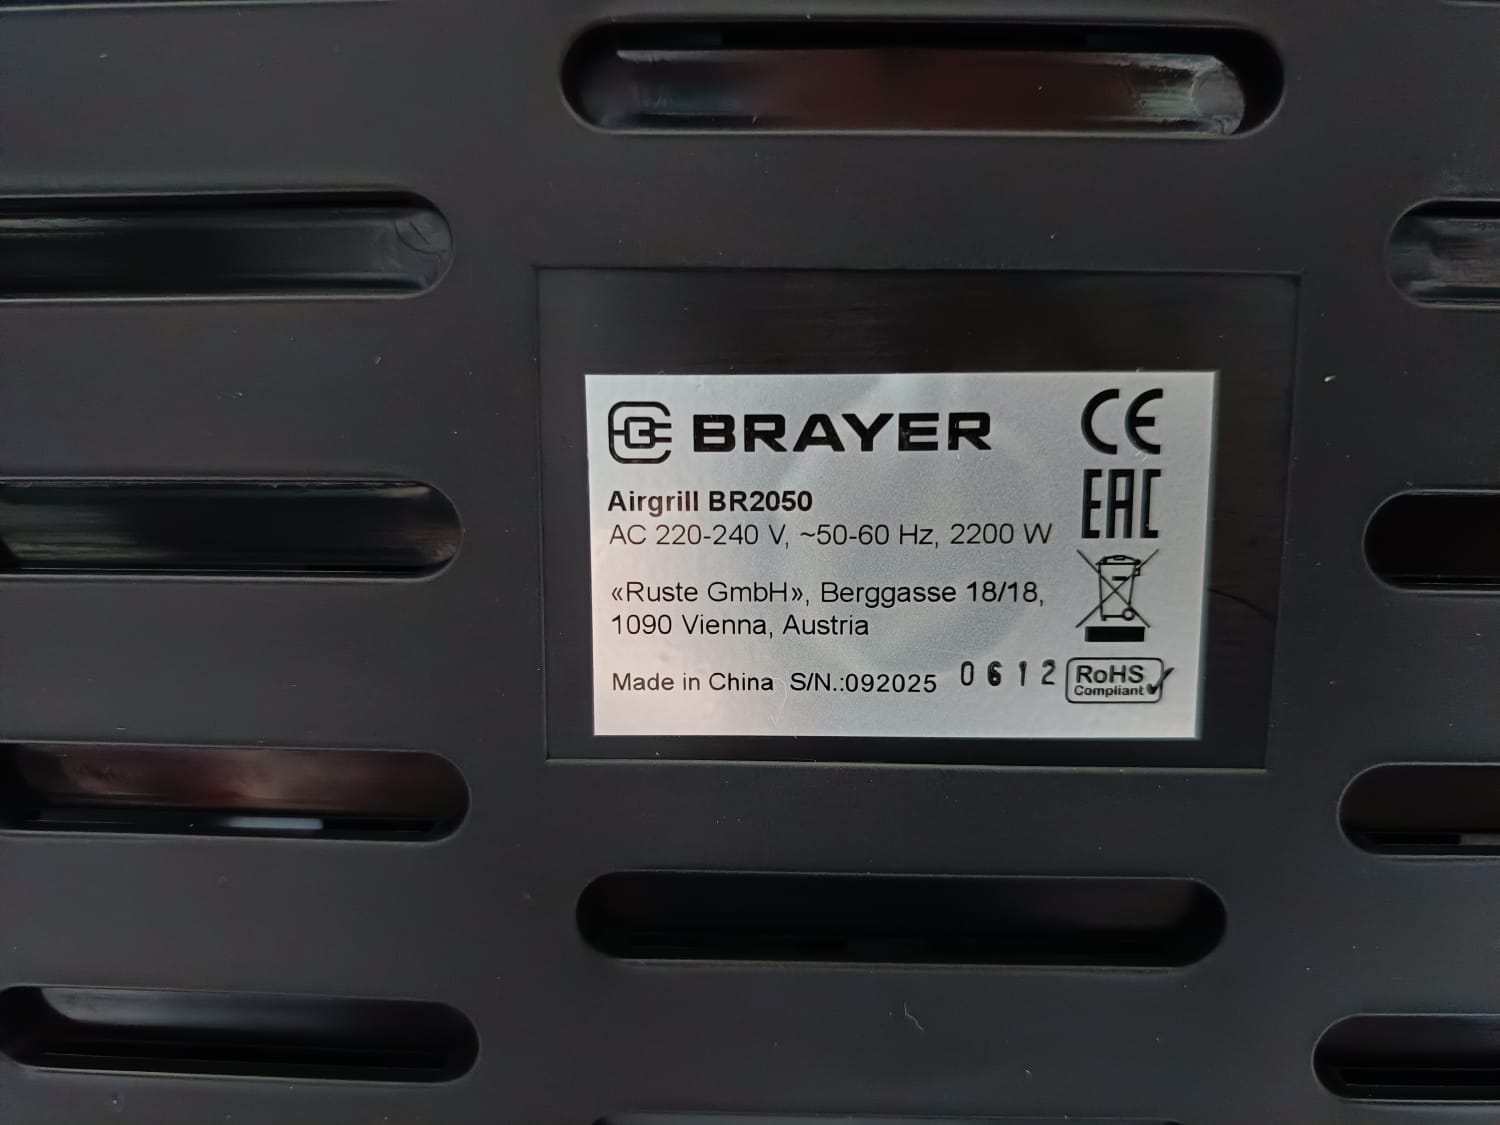 BRAYER
CE
Airgrill BR2050
EAC
AC 220-240 V, ~50-60 Hz, 2200 W
«Ruste GmbH», Berggasse 18/18,
1090 Vienna, Austria
Made in China S/N.:092025 0612
RoHS
Compliant